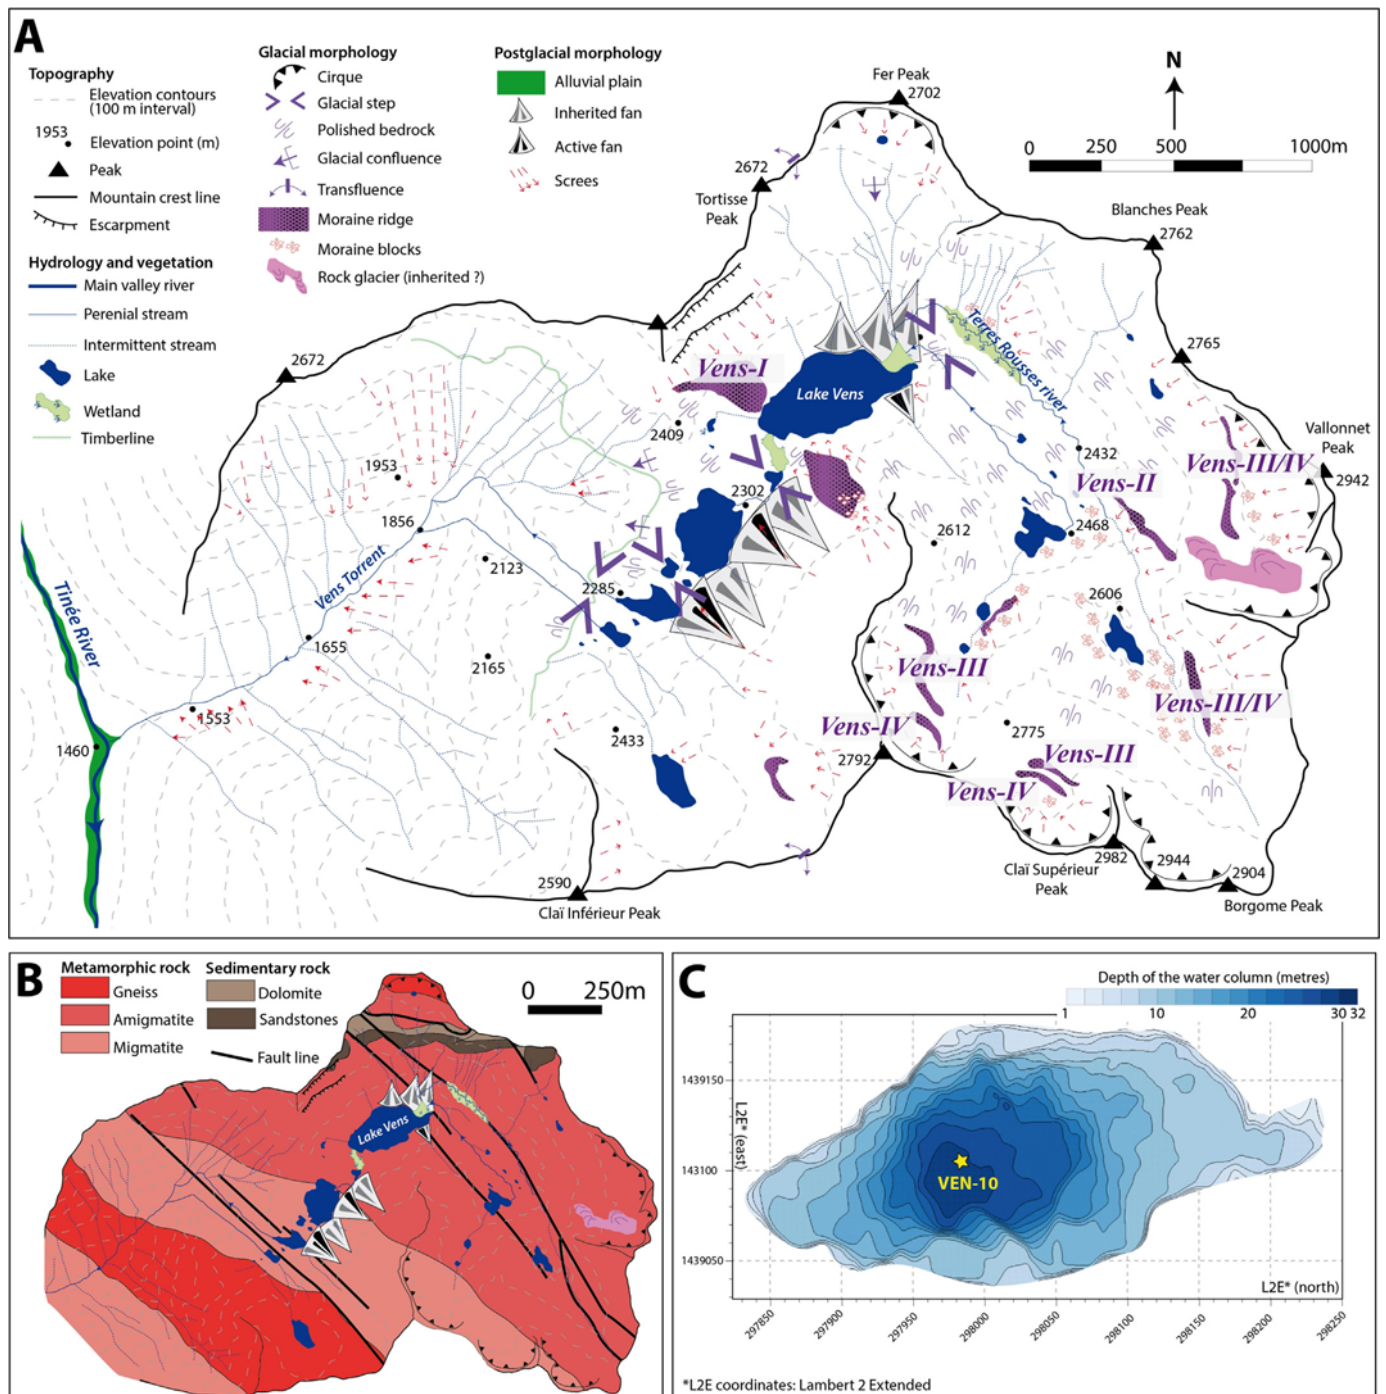 A
Topography
Elevation contours
(100 m interval)
1953
Elevation point (m)
Peak
Mountain crest line
Escarpment
Hydrology and vegetation
Main valley river
Perenial stream
Intermittent stream
Lake
Wetland
Timberline
Glacial morphology
Cirque
Glacial step
Polished bedrock
Glacial confluence
Transfluence
Moraine ridge
Moraine blocks
Rock glacier (inherited ?)
Postglacial morphology
Alluvial plain
Inherited fan
Active fan
Screes
N
0 250 500 1000m
Fer Peak
2702
2672
Tortisse
Peak
Blanches Peak
2762
2765
Vallonnet
Peak
2942
2672
Vens-I
Lake Vens
Terres Rousses river
2409
2432
Vens-II
Vens-III/IV
1953
1856
2302
2468
2612
2123
Vens Torrent
2285
2606
Tinée River
1655
2165
Vens-III
Vens-III/IV
1553
1460
2433
Vens-IV
2792
2775
Vens-III
Vens-IV
Claï Supérieur
Peak
2982
2944
2904
Borgome Peak
2590
Claï Inférieur Peak
B
Metamorphic rock
Gneiss
Amigmatite
Migmatite
Sedimentary rock
Dolomite
Sandstones
Fault line
0 250m
Lake Vens
C
Depth of the water column (metres)
1 10 20 30 32
1439150
143100
1439050
L2E* (east)
VEN-10
L2E* (north)
297850 297900 297950 298000 298050 298100 298150 298200 298250
*L2E coordinates: Lambert 2 Extended